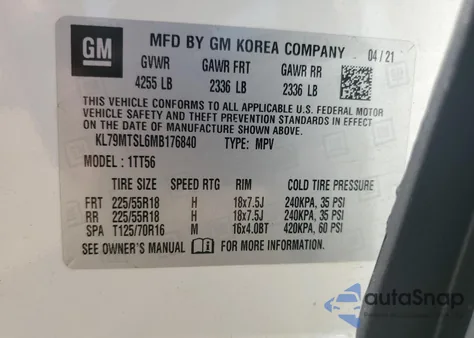 GM
MFD BY GM KOREA COMPANY 04/21
GVWR GAWR FRT GAWR RR
4255 LB 2336 LB 2336 LB
THIS VEHICLE CONFORMS TO ALL APPLICABLE U.S. FEDERAL MOTOR
VEHICLE SAFETY AND THEFT PREVENTION STANDARDS IN EFFECT ON
THE DATE OF MANUFACTURE SHOWN ABOVE.
KL79MTSL6MB176840 TYPE: MPV
MODEL: 1TT56
TIRE SIZE SPEED RTG RIM COLD TIRE PRESSURE
FRT 225/55R18 H 18x7.5J 240KPA, 35 PSI
RR 225/55R18 H 18x7.5J 240KPA, 35 PSI
SPA T125/70R16 M 16x4.0BT 420KPA, 60 PSI
SEE OWNER'S MANUAL FOR MORE INFORMATION.
autoSnap